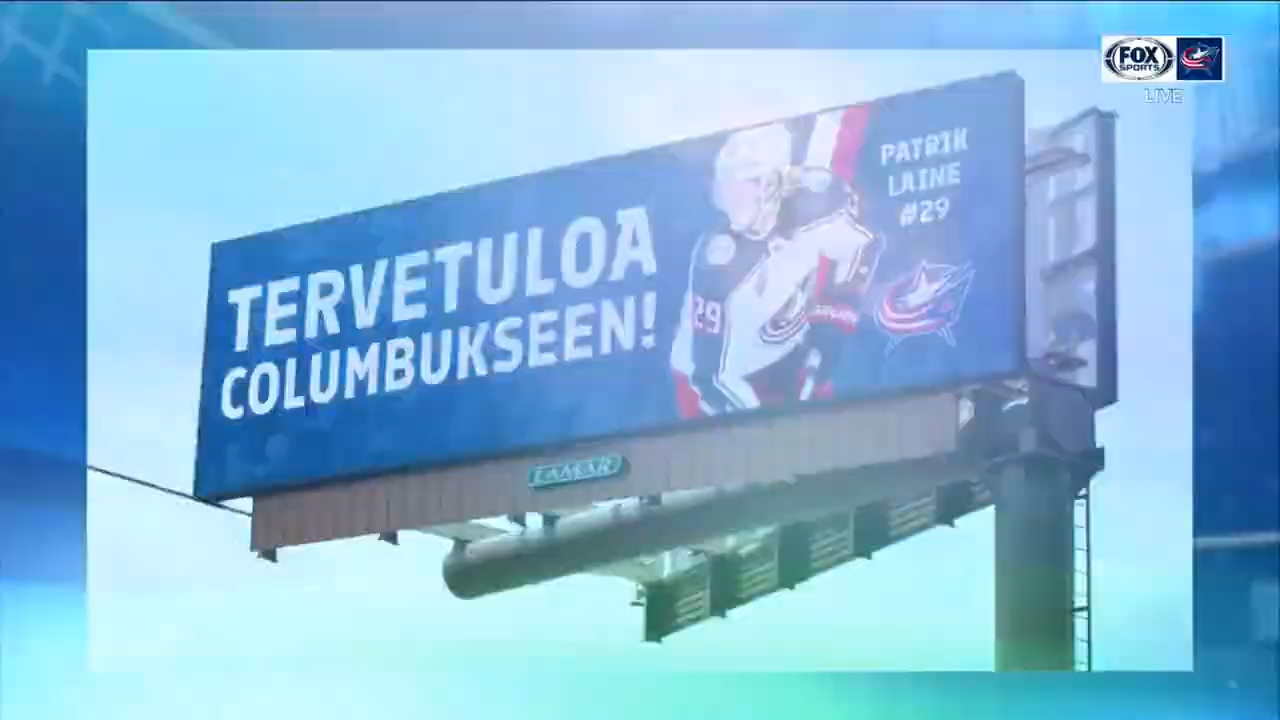 FOX
SPORTS
LIVE
PATRIK
LAINE
#29
TERVETULOA
COLUMBUKSEEN!
29
LAMAR